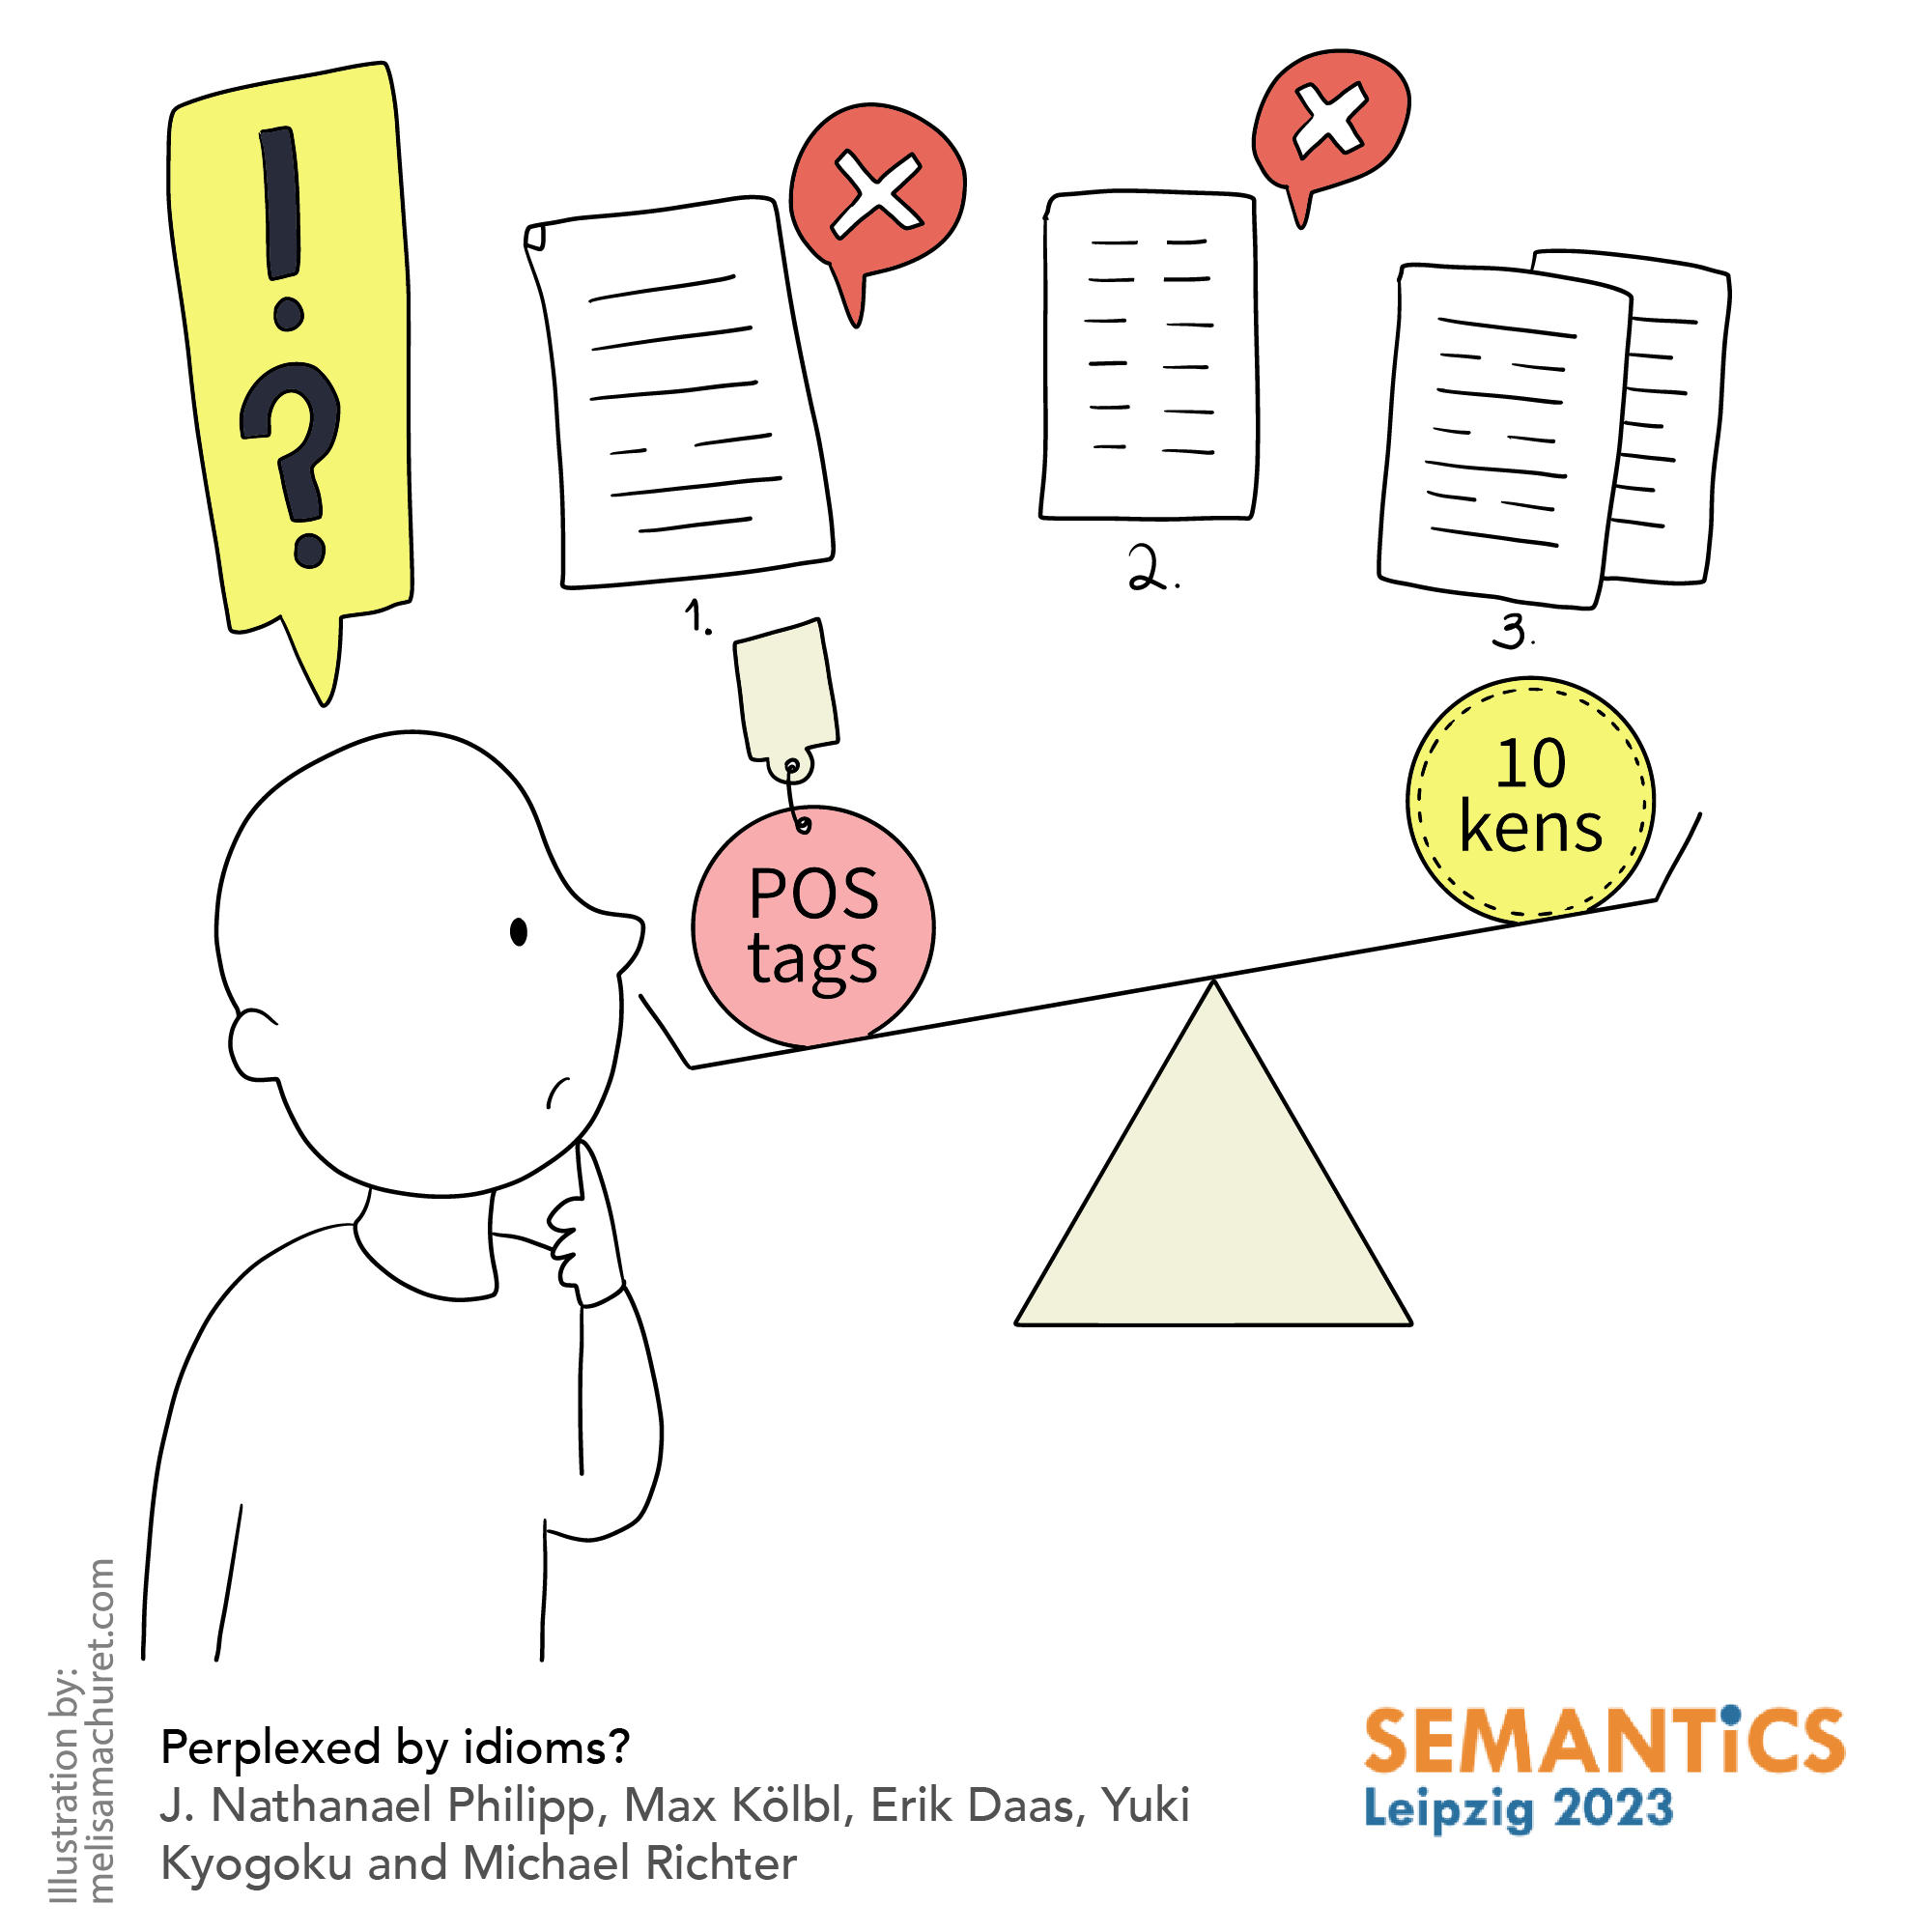 !
?
1.
2.
3.
POS
tags
10
kens
Perplexed by idioms?
J. Nathanael Philipp, Max Kölbl, Erik Daas, Yuki
Kyogoku and Michael Richter
Illustration by:
melisamachuret.com
SEMANTiCS
Leipzig 2023